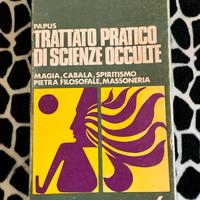 PAPUS
TRATTATO PRATICO
DI SCIENZE OCCULTE
MAGIA, CABALA, SPIRITISMO
PIETRA FILOSOFALE, MASSONERIA